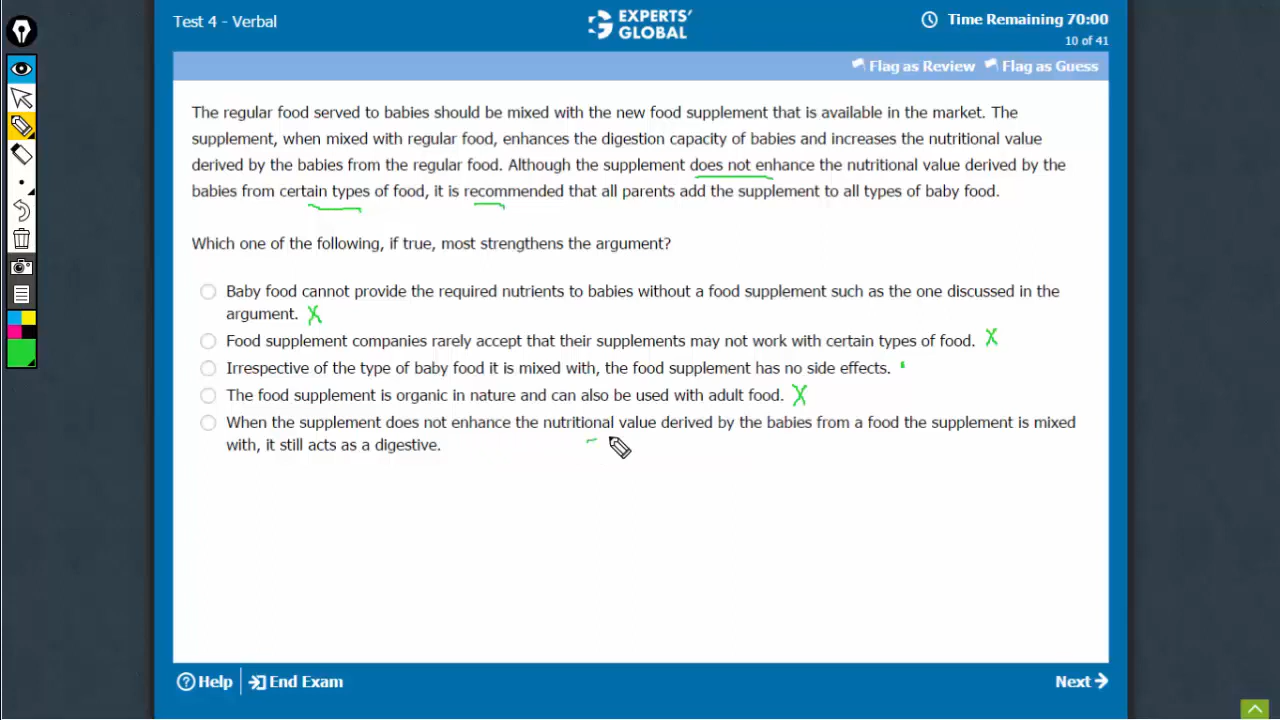 Test 4 - Verbal
EXPERTS'
GLOBAL
Time Remaining 70:00
10 of 41
Flag as Review
Flag as Guess
The regular food served to babies should be mixed with the new food supplement that is available in the market. The
supplement, when mixed with regular food, enhances the digestion capacity of babies and increases the nutritional value
derived by the babies from the regular food. Although the supplement does not enhance the nutritional value derived by the
babies from certain types of food, it is recommended that all parents add the supplement to all types of baby food.
Which one of the following, if true, most strengthens the argument?
Baby food cannot provide the required nutrients to babies without a food supplement such as the one discussed in the
argument. X
Food supplement companies rarely accept that their supplements may not work with certain types of food. X
Irrespective of the type of baby food it is mixed with, the food supplement has no side effects.
The food supplement is organic in nature and can also be used with adult food. X
When the supplement does not enhance the nutritional value derived by the babies from a food the supplement is mixed
with, it still acts as a digestive.
Help
End Exam
Next